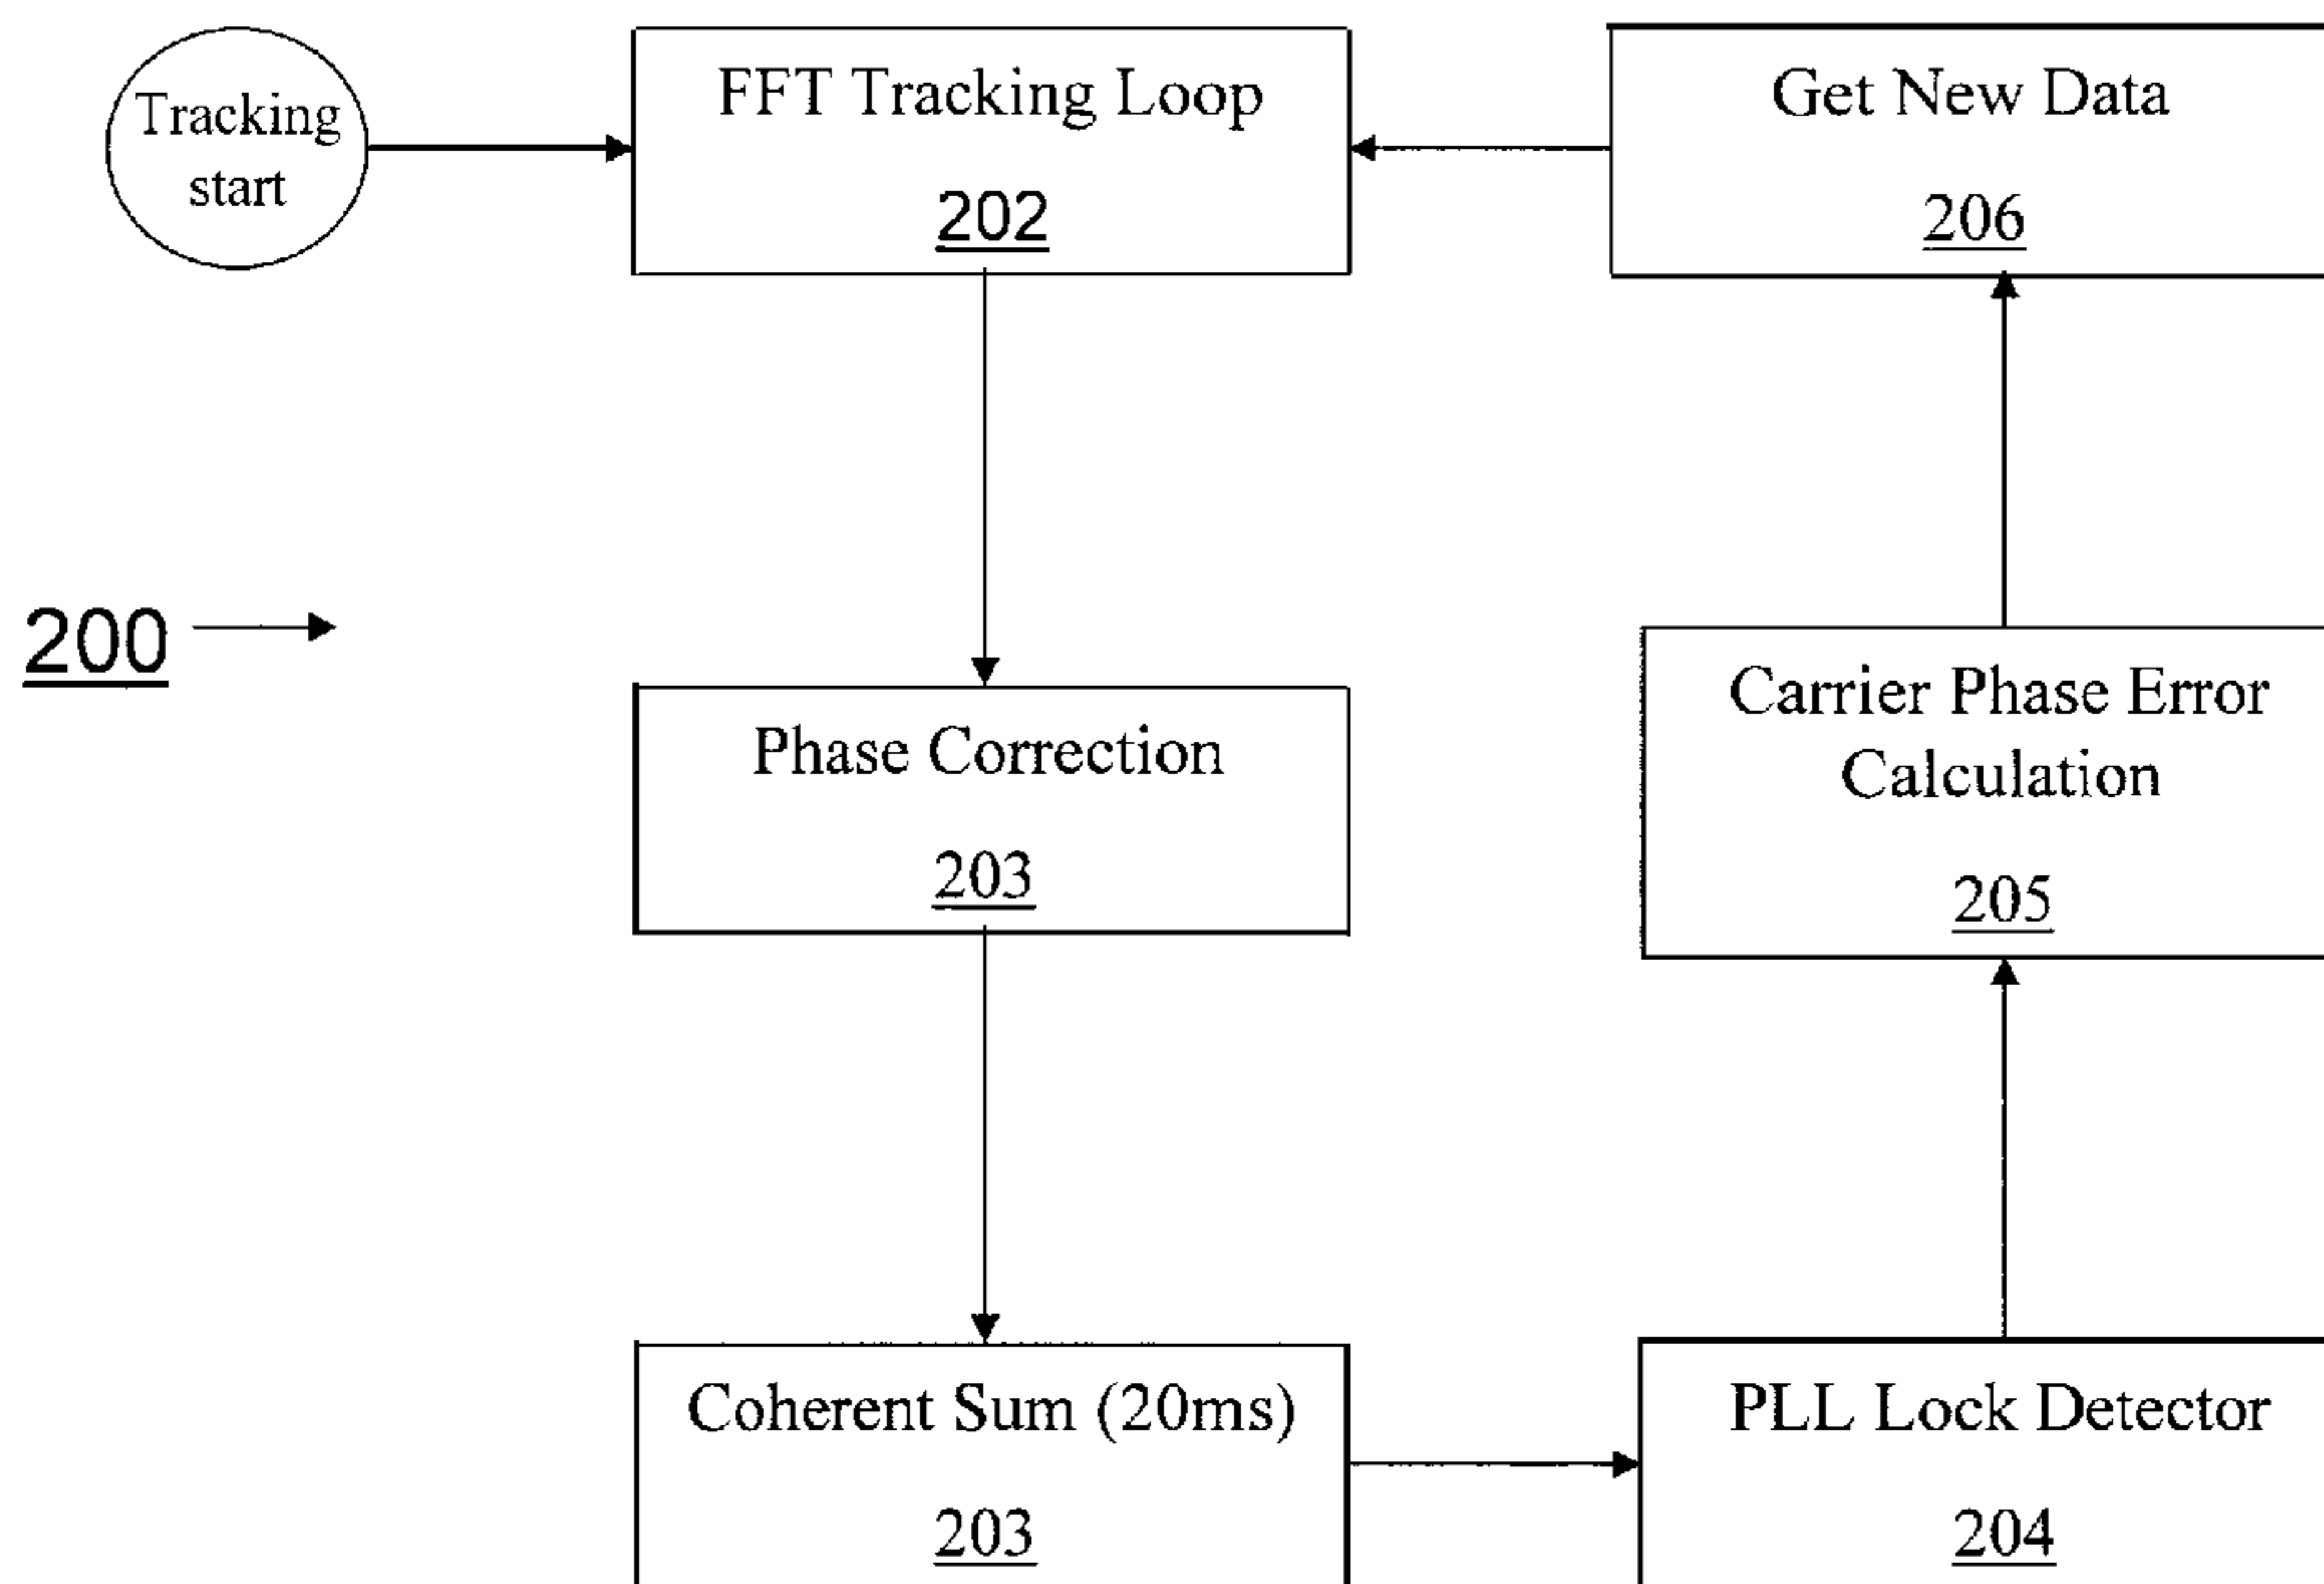 Tracking
start
FFT Tracking Loop
202
Get New Data
206
200
Phase Correction
203
Carrier Phase Error
Calculation
205
Coherent Sum (20ms)
203
PLL Lock Detector
204